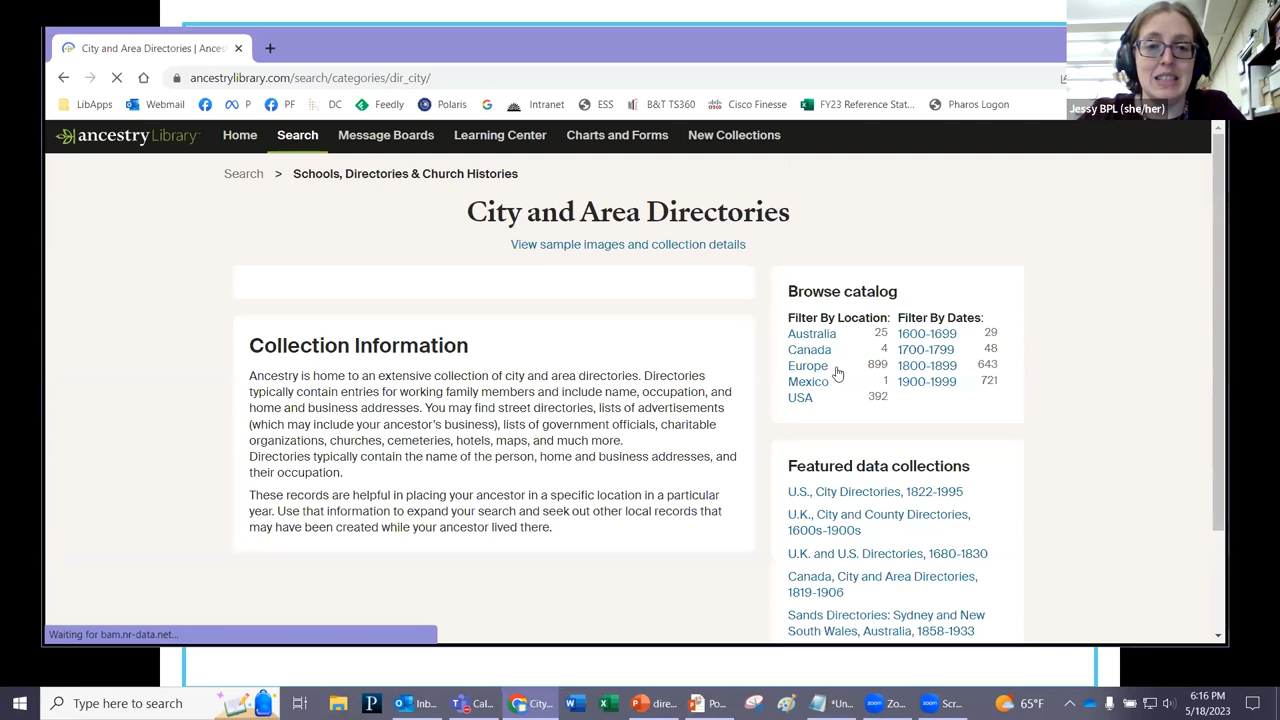 City and Area Directories | Ances
ancestrylibrary.com/search/categories/dir_city/
Jessy BPL (she/her)
LibApps Webmail P PF DC Feedly Polaris Intranet ESS B&T TS360 Cisco Finesse FY23 Reference Stat... Pharos Logon
ancestryLibrary Home Search Message Boards Learning Center Charts and Forms New Collections
Search > Schools, Directories & Church Histories
City and Area Directories
View sample images and collection details
Collection Information
Ancestry is home to an extensive collection of city and area directories. Directories
typically contain entries for working family members and include name, occupation, and
home and business addresses. You may find street directories, lists of advertisements
(which may include your ancestor's business), lists of government officials, charitable
organizations, churches, cemeteries, hotels, maps, and much more.
Directories typically contain the name of the person, home and business addresses, and
their occupation.
These records are helpful in placing your ancestor in a specific location in a particular
year. Use that information to expand your search and seek out other local records that
may have been created while your ancestor lived there.
Browse catalog
Filter By Location: Filter By Dates:
Australia 25 1600-1699 29
Canada 4 1700-1799 48
Europe 899 1800-1899 643
Mexico 1 1900-1999 721
USA 392
Featured data collections
U.S., City Directories, 1822-1995
U.K., City and County Directories,
1600s-1900s
U.K. and U.S. Directories, 1680-1830
Canada, City and Area Directories,
1819-1906
Sands Directories: Sydney and New
South Wales, Australia, 1858-1933
Waiting for bam.nr-data.net...
Type here to search
Inb... Cal... City... dire... Po... *Un... Zo... Scr...
65°F
6:16 PM
5/18/2023